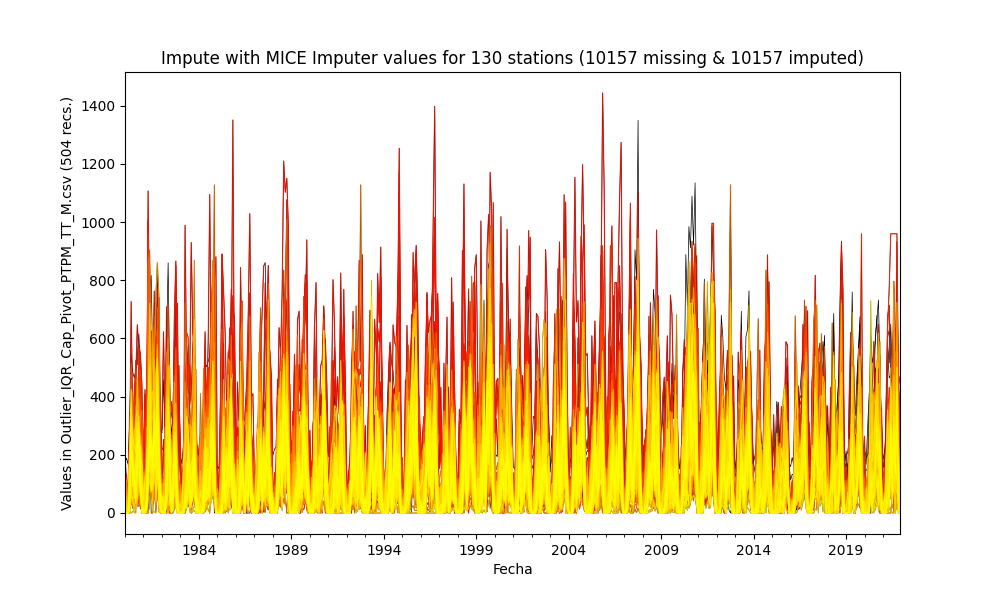 Impute with MICE Imputer values for 130 stations (10157 missing & 10157 imputed)
Values in Outlier_IQR_Cap_Pivot_PTPM_TT_M.csv (504 recs.)
1400
1200
1000
800
600
400
200
0
1984 1989 1994 1999 2004 2009 2014 2019
Fecha